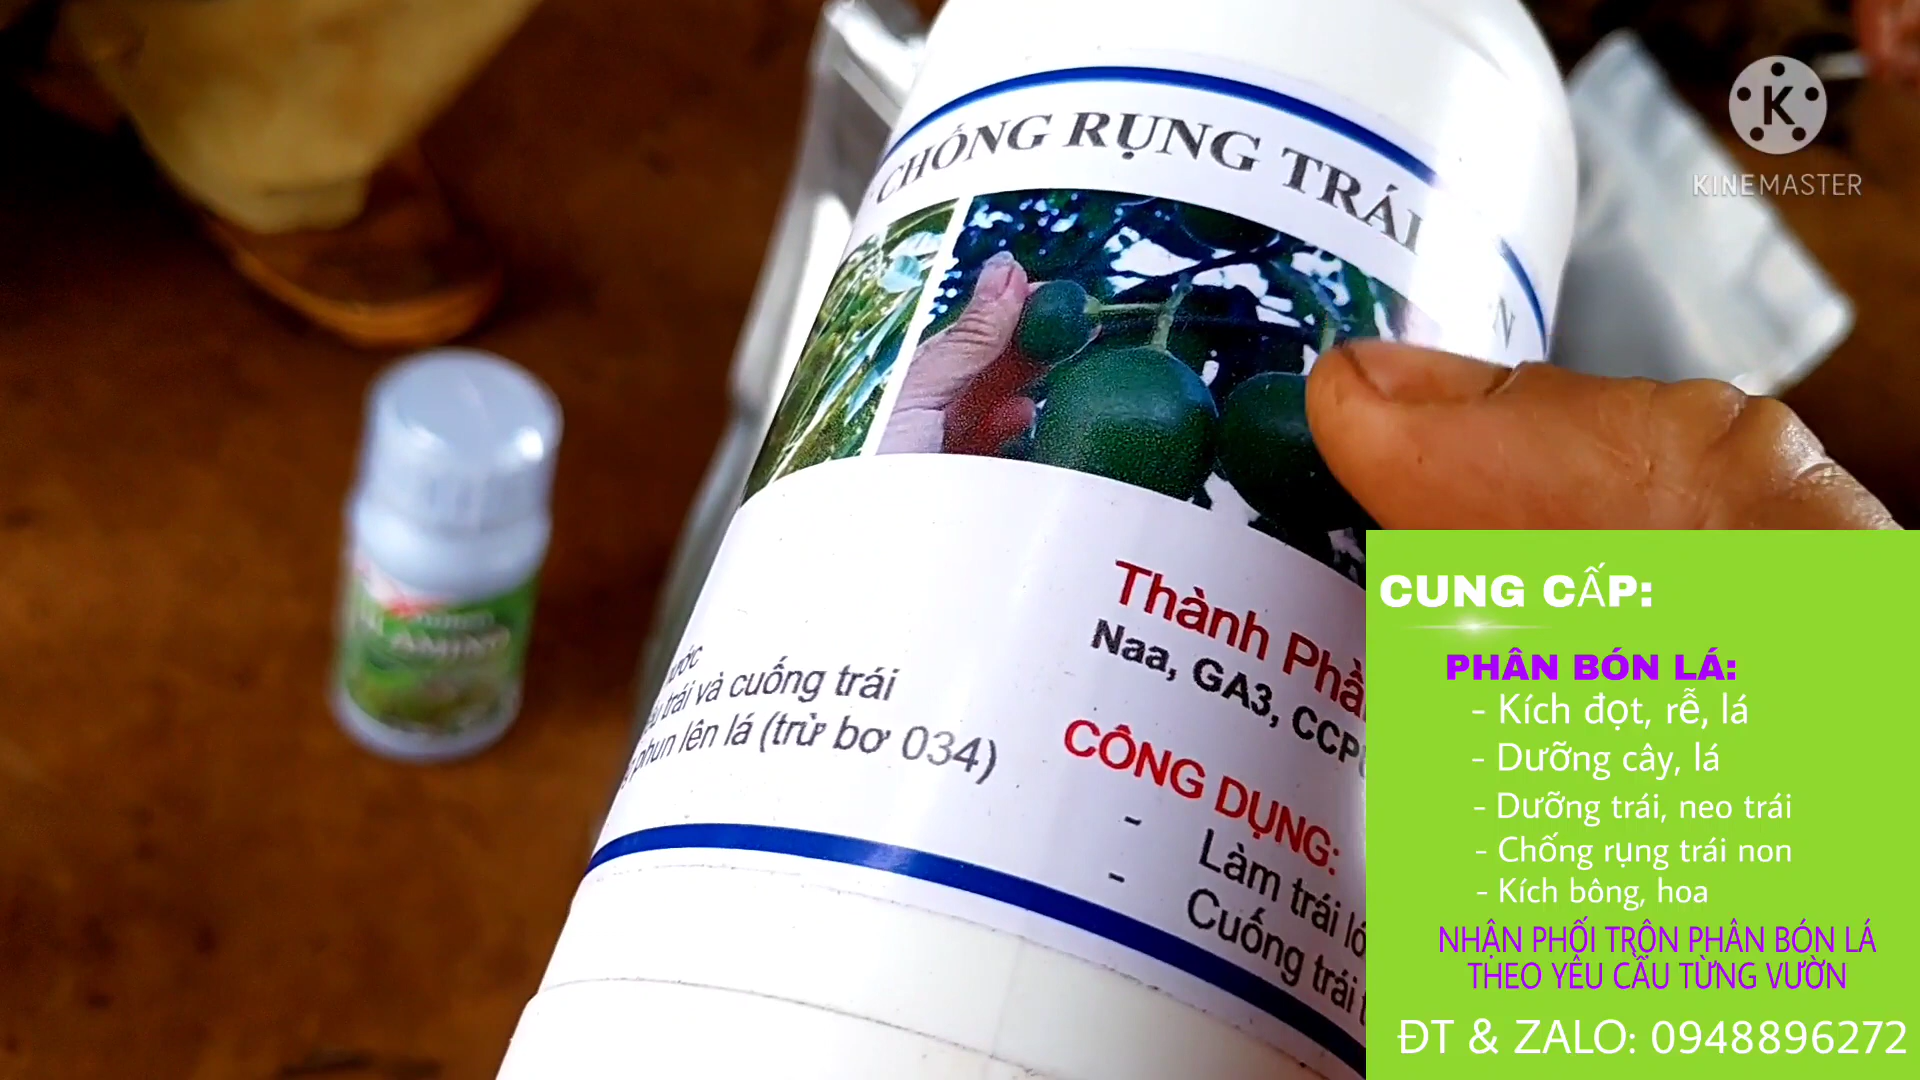 CHỐNG RỤNG TRÁI
KINEMASTER
trái và cuống trái
phun lên lá (trừ bơ 034)
Thành Phần
Naa, GA3,
CÔNG DỤNG:
- Làm trái
- Cuống trái
AMINO
CUNG CẤP:
PHÂN BÓN LÁ:
- Kích đọt, rễ, lá
- Dưỡng cây, lá
- Dưỡng trái, neo trái
- Chống rụng trái non
- Kích bông, hoa
NHẬN PHỐI TRỘN PHÂN BÓN LÁ
THEO YÊU CẦU TỪNG VƯỜN
ĐT & ZALO: 0948896272